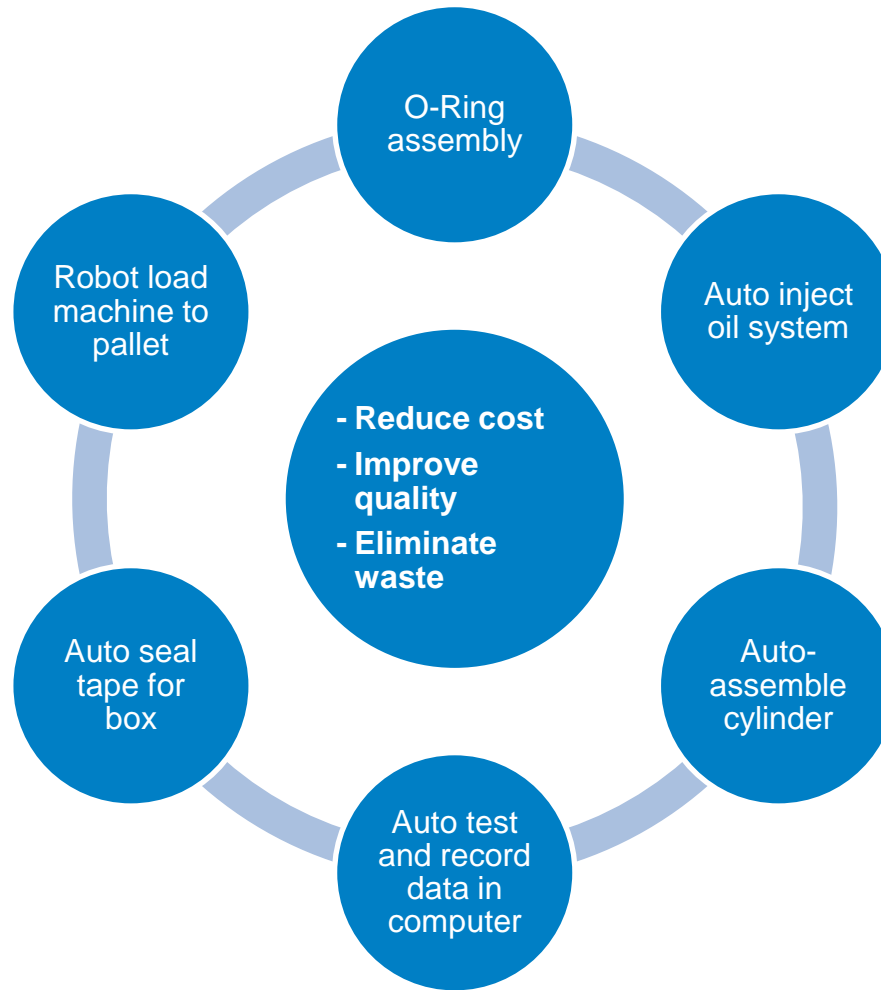 O-Ring
assembly
Auto inject
oil system
Auto-
assemble
cylinder
Auto test
and record
data in
computer
Auto seal
tape for
box
Robot load
machine to
pallet
- Reduce cost
- Improve
quality
- Eliminate
waste